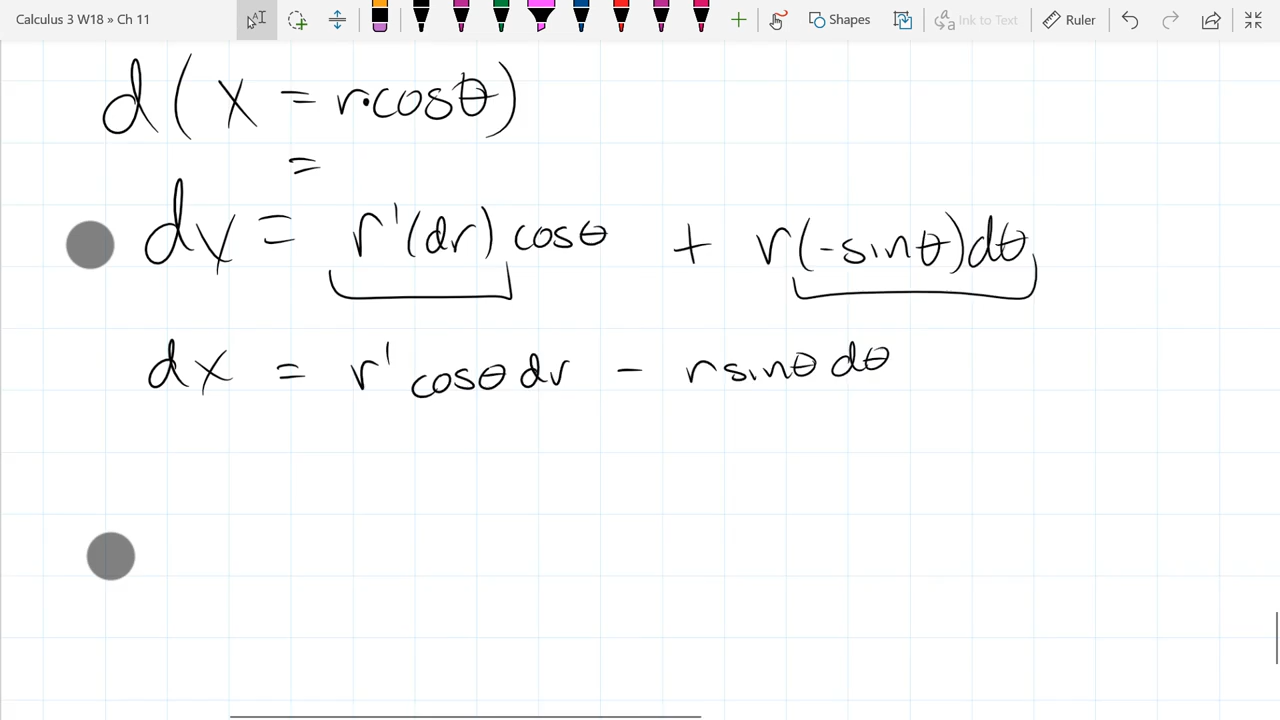 Calculus 3 W18 » Ch 11 Shapes Ink to Text Ruler
d( x = r·cosθ)
=
dy = r'(dr) cosθ + r(-sinθ)dθ
dx = r' cosθ dr - r sinθ dθ